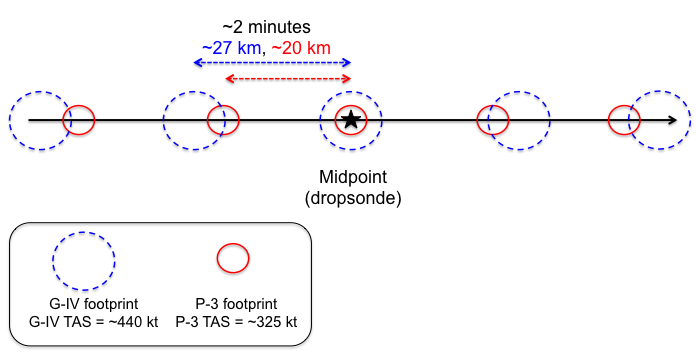 ~2 minutes
~27 km, ~20 km
Midpoint
(dropsonde)
G-IV footprint
G-IV TAS = ~440 kt
P-3 footprint
P-3 TAS = ~325 kt